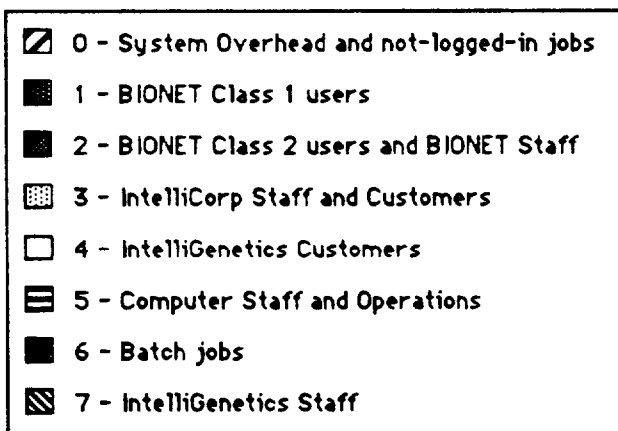 0 - System Overhead and not-logged-in jobs
1 - BIONET Class 1 users
2 - BIONET Class 2 users and BIONET Staff
3 - IntelliCorp Staff and Customers
4 - IntelliGenetics Customers
5 - Computer Staff and Operations
6 - Batch jobs
7 - IntelliGenetics Staff